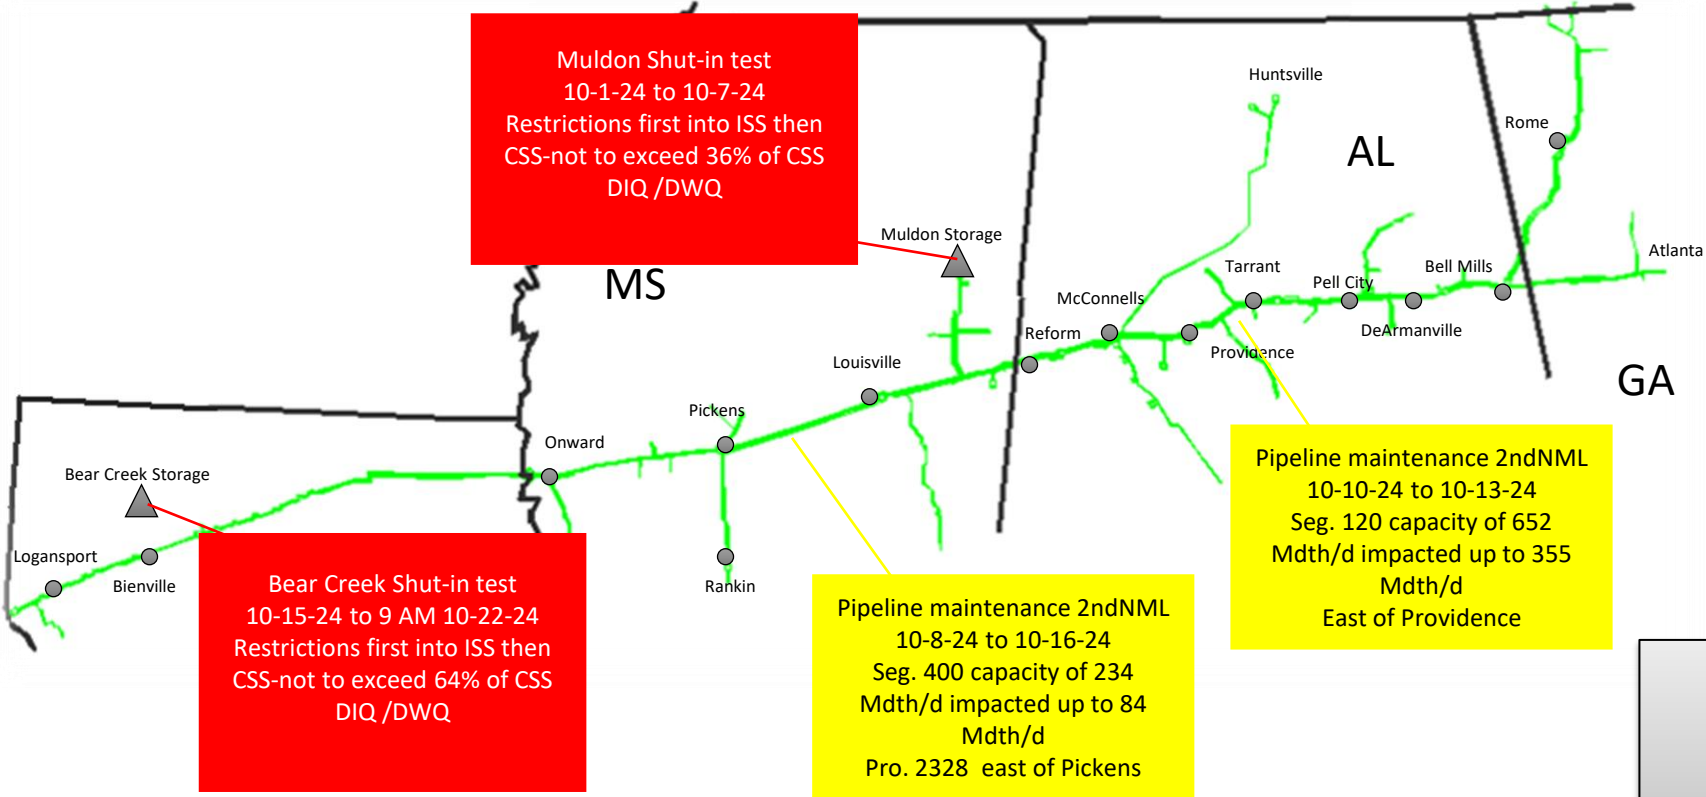 Muldon Shut-in test
10-1-24 to 10-7-24
Restrictions first into ISS then
CSS-not to exceed 36% of CSS
DIQ /DWQ
Huntsville
Rome
AL
Muldon Storage
MS
Atlanta
Tarrant
Bell Mills
Pell City
McConnells
DeArmanville
Reform
Providence
Louisville
GA
Pickens
Onward
Bear Creek Storage
Logansport
Bienville
Rankin
Bear Creek Shut-in test
10-15-24 to 9 AM 10-22-24
Restrictions first into ISS then
CSS-not to exceed 64% of CSS
DIQ /DWQ
Pipeline maintenance 2ndNML
10-8-24 to 10-16-24
Seg. 400 capacity of 234
Mdth/d impacted up to 84
Mdth/d
Pro. 2328 east of Pickens
Pipeline maintenance 2ndNML
10-10-24 to 10-13-24
Seg. 120 capacity of 652
Mdth/d impacted up to 355
Mdth/d
East of Providence